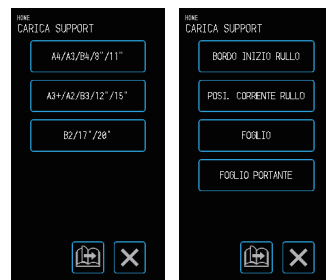 HOME
CARICA SUPPORT
A4/A3/B4/8"/11"
A3+/A2/B3/12"/15"
B2/17"/20"
HOME
CARICA SUPPORT
BORDO INIZIO RULLO
POSI. CORRENTE RULLO
FOGLIO
FOGLIO PORTANTE